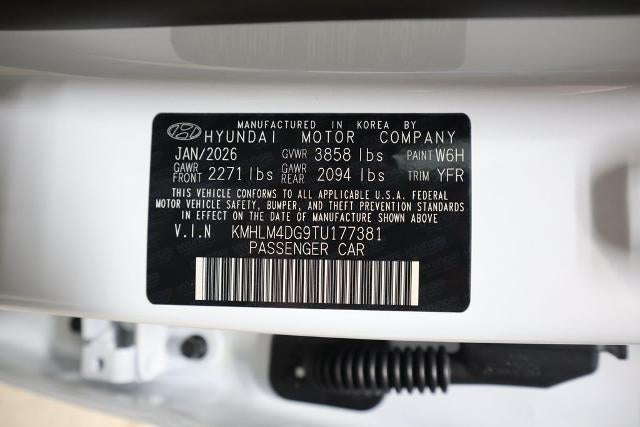 MANUFACTURED IN KOREA BY
HYUNDAI MOTOR COMPANY
JAN/2026 GVWR 3858 lbs PAINT W6H
GAWR FRONT 2271 lbs GAWR REAR 2094 lbs TRIM YFR
THIS VEHICLE CONFORMS TO ALL APPLICABLE U.S.A. FEDERAL
MOTOR VEHICLE SAFETY, BUMPER, AND THEFT PREVENTION STANDARDS
IN EFFECT ON THE DATE OF MANUFACTURE SHOWN ABOVE
V.I.N KMHLM4DG9TU177381
PASSENGER CAR